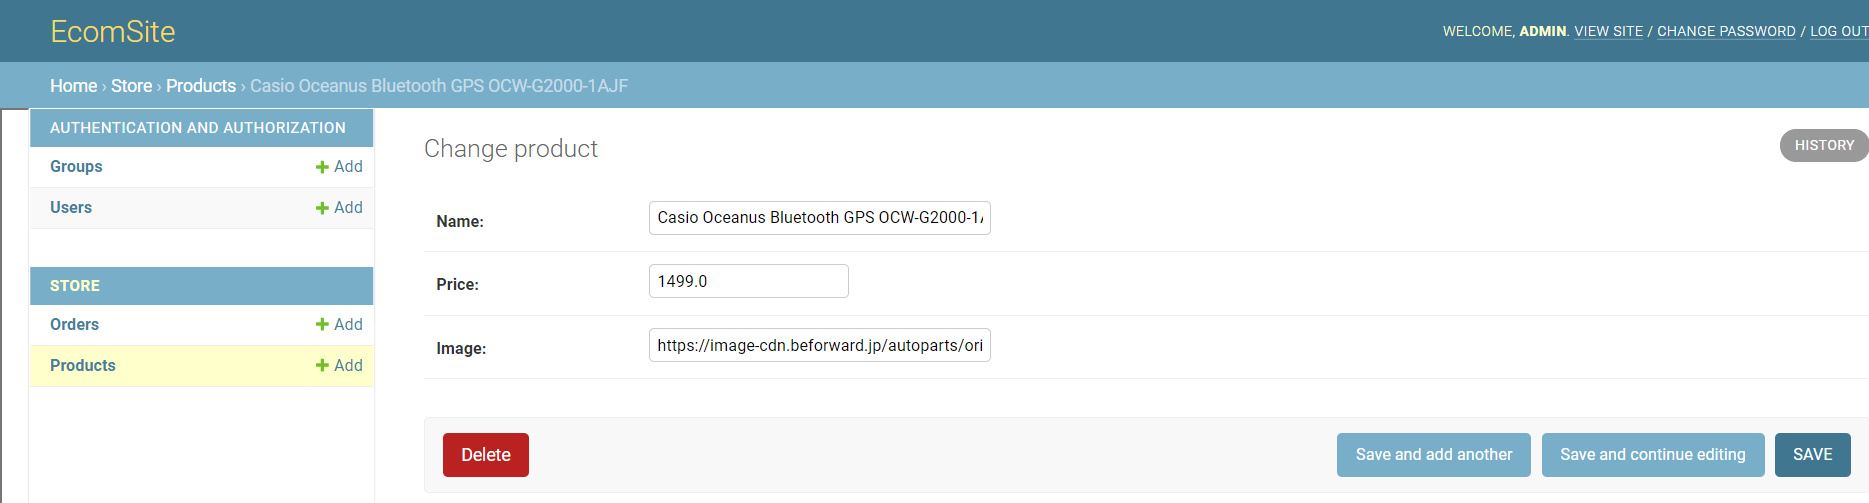 EcomSite
WELCOME, ADMIN. VIEW SITE / CHANGE PASSWORD / LOG OUT
Home › Store › Products › Casio Oceanus Bluetooth GPS OCW-G2000-1AJF
AUTHENTICATION AND AUTHORIZATION
Groups + Add
Users + Add
STORE
Orders + Add
Products + Add
Change product
HISTORY
Name: Casio Oceanus Bluetooth GPS OCW-G2000-1
Price: 1499.0
Image: https://image-cdn.beforward.jp/autoparts/ori
Delete
Save and add another
Save and continue editing
SAVE